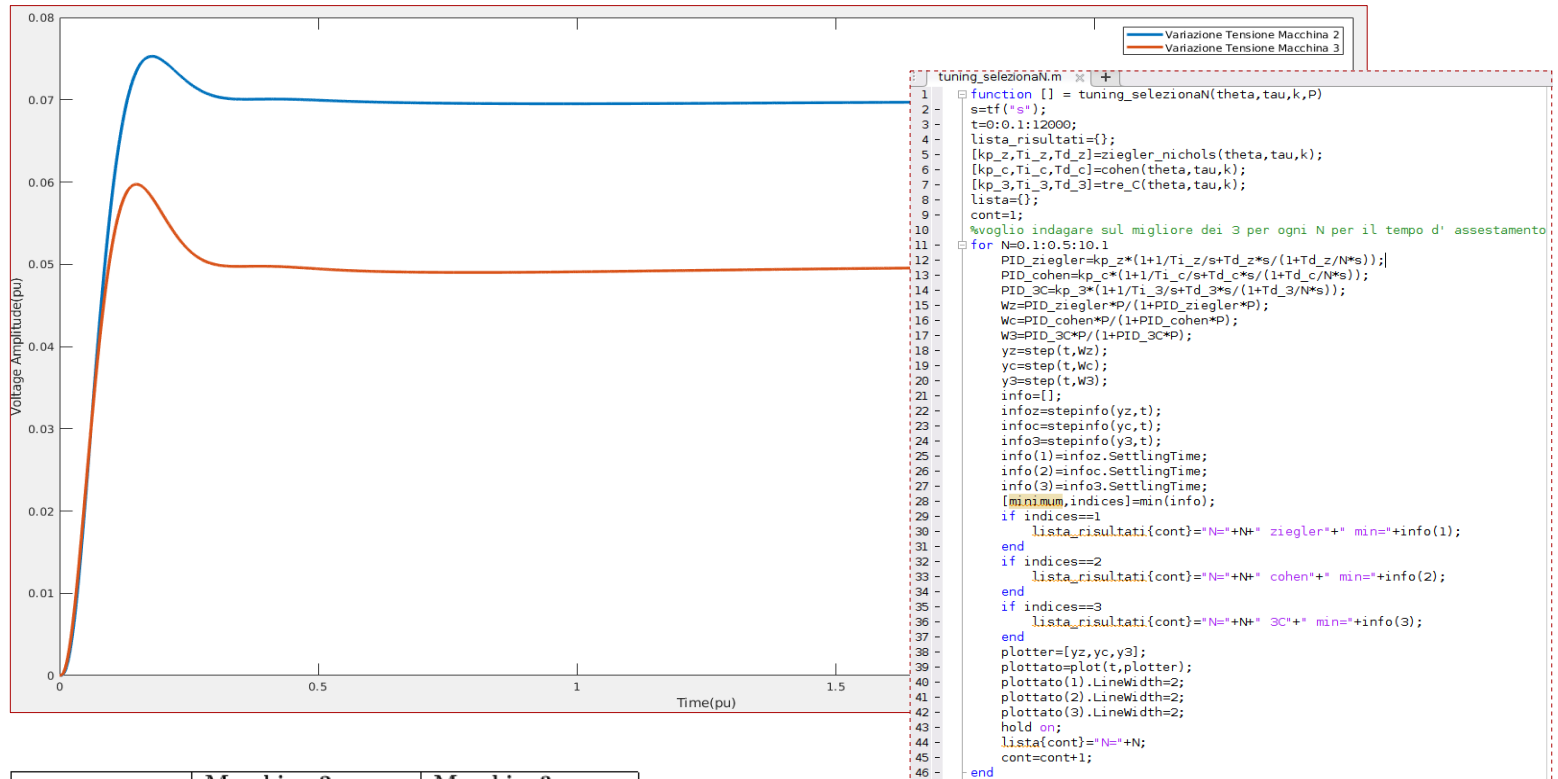 0.08
0.07
0.06
0.05
0.04
0.03
0.02
0.01
0
Voltage Amplitude(pu)
0
0.5
1
1.5
Time(pu)
Variazione Tensione Macchina 2
Variazione Tensione Macchina 3
tuning_selezionaN.m × +
1 function [] = tuning_selezionaN(theta,tau,k,P)
2 - s=tf("s");
3 - t=0:0.1:12000;
4 - lista_risultati={};
5 - [kp_z,Ti_z,Td_z]=ziegler_nichols(theta,tau,k);
6 - [kp_c,Ti_c,Td_c]=cohen(theta,tau,k);
7 - [kp_3,Ti_3,Td_3]=tre_C(theta,tau,k);
8 - lista={};
9 - cont=1;
10 %voglio indagare sul migliore dei 3 per ogni N per il tempo d' assestamento
11 - for N=0.1:0.5:10.1
12 - PID_ziegler=kp_z*(1+1/Ti_z/s+Td_z*s/(1+Td_z/N*s));
13 - PID_cohen=kp_c*(1+1/Ti_c/s+Td_c*s/(1+Td_c/N*s));
14 - PID_3C=kp_3*(1+1/Ti_3/s+Td_3*s/(1+Td_3/N*s));
15 - Wz=PID_ziegler*P/(1+PID_ziegler*P);
16 - Wc=PID_cohen*P/(1+PID_cohen*P);
17 - W3=PID_3C*P/(1+PID_3C*P);
18 - yz=step(t,Wz);
19 - yc=step(t,Wc);
20 - y3=step(t,W3);
21 - info=[];
22 - infoz=stepinfo(yz,t);
23 - infoc=stepinfo(yc,t);
24 - info3=stepinfo(y3,t);
25 - info(1)=infoz.SettlingTime;
26 - info(2)=infoc.SettlingTime;
27 - info(3)=info3.SettlingTime;
28 - [minimum,indices]=min(info);
29 - if indices==1
30 - lista_risultati{cont}="N="+N+" ziegler"+" min="+info(1);
31 - end
32 - if indices==2
33 - lista_risultati{cont}="N="+N+" cohen"+" min="+info(2);
34 - end
35 - if indices==3
36 - lista_risultati{cont}="N="+N+" 3C"+" min="+info(3);
37 - end
38 - plotter=[yz,yc,y3];
39 - plottato=plot(t,plotter);
40 - plottato(1).LineWidth=2;
41 - plottato(2).LineWidth=2;
42 - plottato(3).LineWidth=2;
43 - hold on;
44 - lista{cont}="N="+N;
45 - cont=cont+1;
46 - end